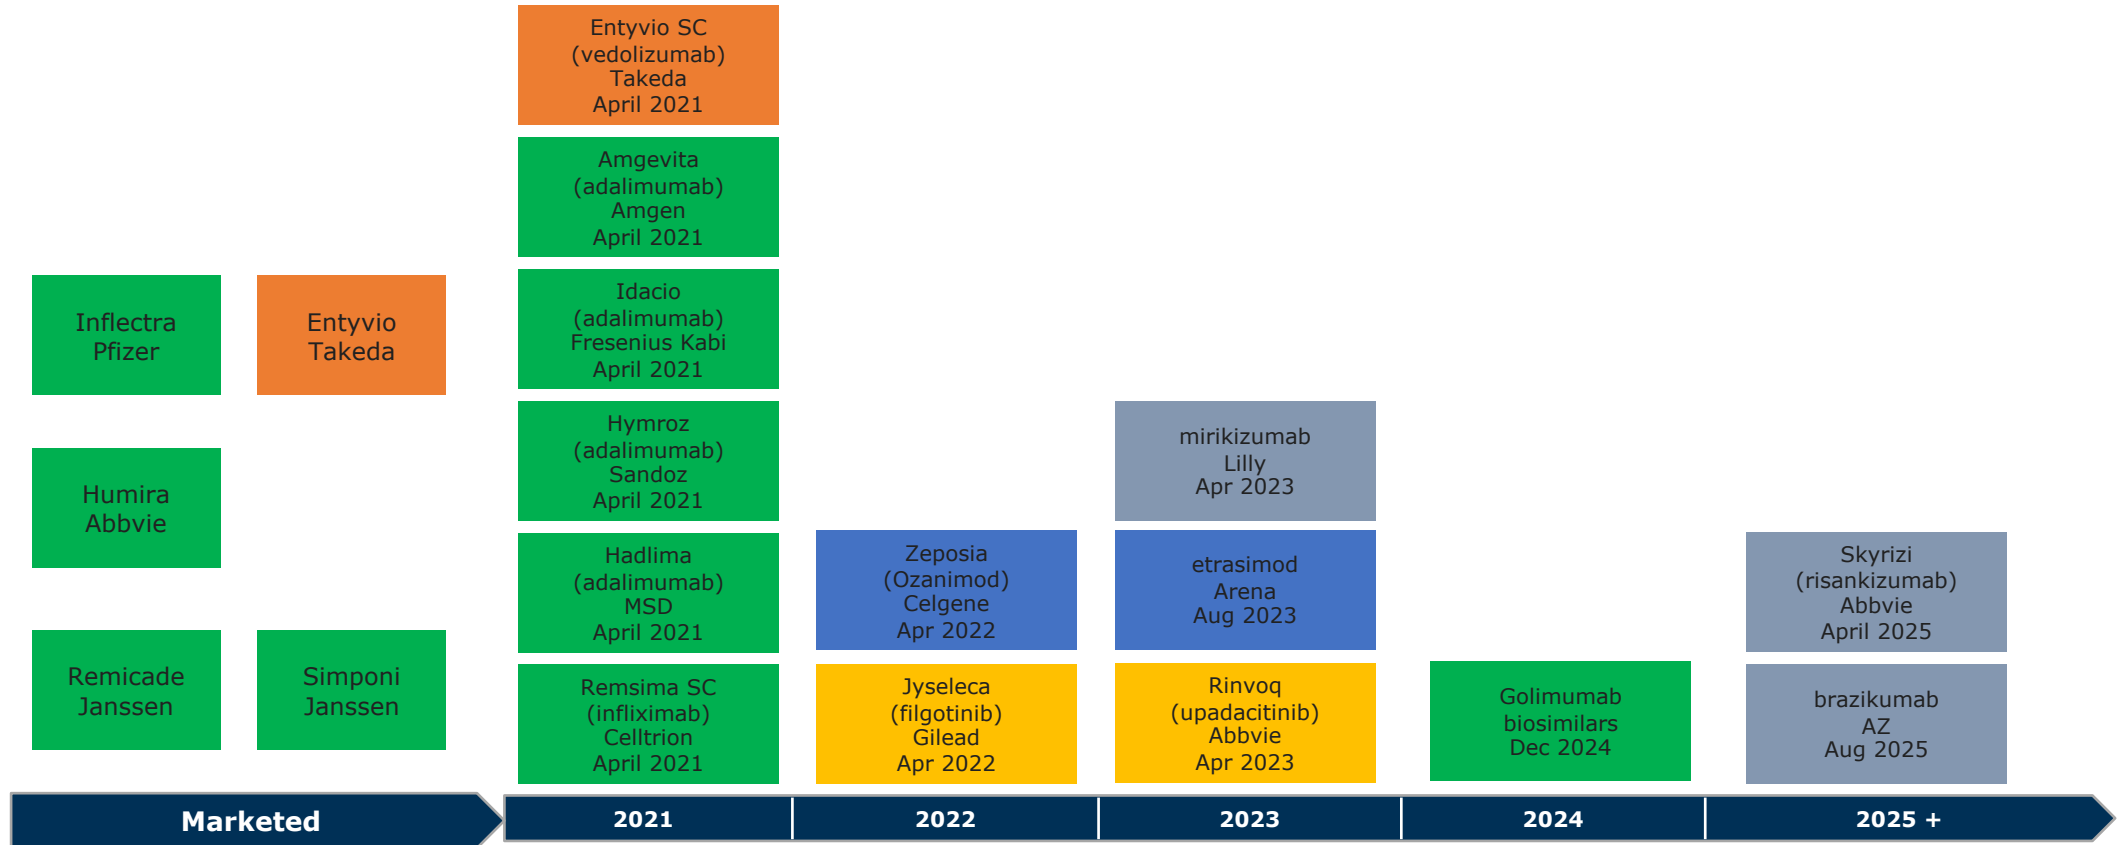 Inflectra
Pfizer
Entyvio
Takeda
Humira
Abbvie
Remicade
Janssen
Simponi
Janssen
Entyvio SC
(vedolizumab)
Takeda
April 2021
Amgevita
(adalimumab)
Amgen
April 2021
Idacio
(adalimumab)
Fresenius Kabi
April 2021
Hymroz
(adalimumab)
Sandoz
April 2021
Hadlima
(adalimumab)
MSD
April 2021
Remsima SC
(infliximab)
Celltrion
April 2021
Zeposia
(Ozanimod)
Celgene
Apr 2022
Jyseleca
(filgotinib)
Gilead
Apr 2022
mirikizumab
Lilly
Apr 2023
etrasimod
Arena
Aug 2023
Rinvoq
(upadacitinib)
Abbvie
Apr 2023
Golimumab
biosimilars
Dec 2024
Skyrizi
(risankizumab)
Abbvie
April 2025
brazikumab
AZ
Aug 2025
Marketed
2021
2022
2023
2024
2025 +